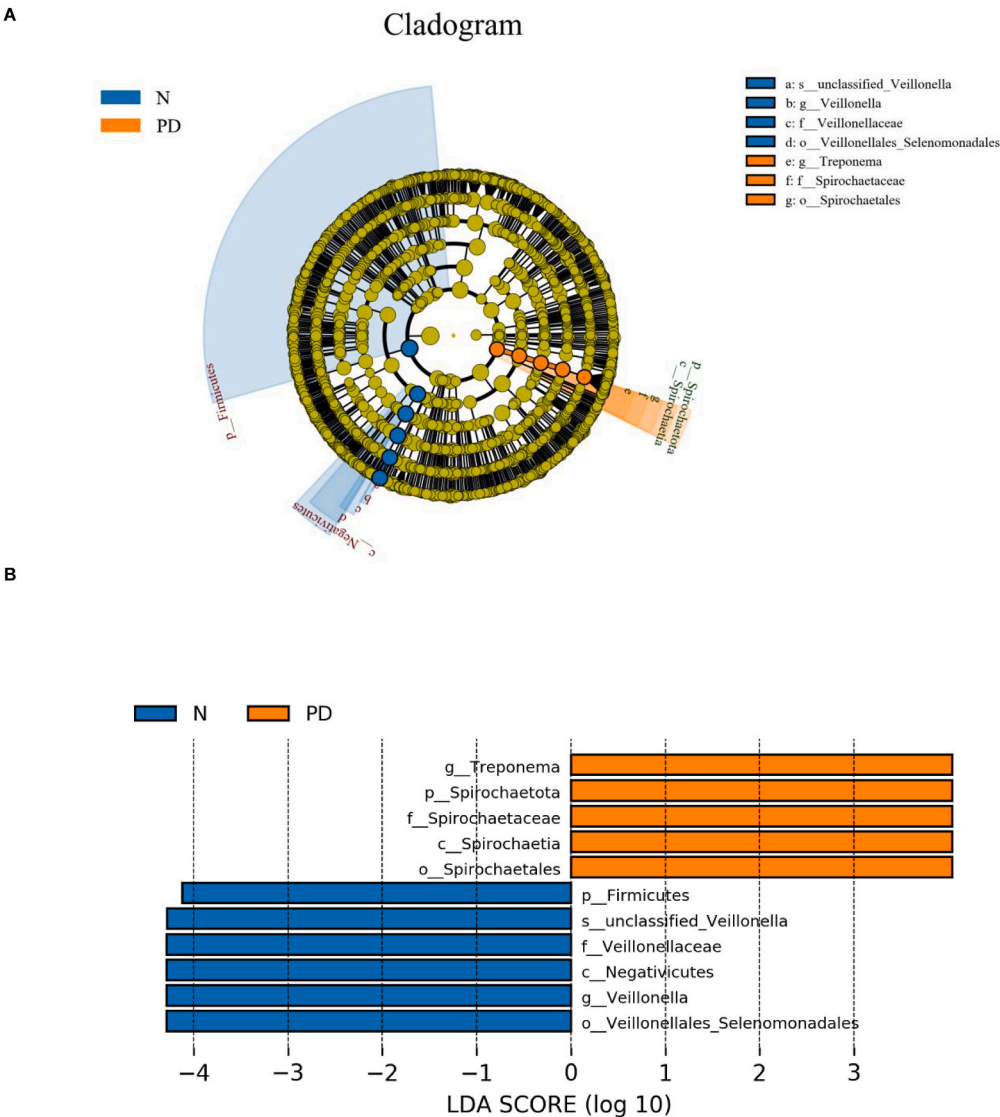 A
Cladogram
N
PD
a: s__unclassified_Veillonella
b: g__Veillonella
c: f__Veillonellaceae
d: o__Veillonellales_Selenomonadales
e: g__Treponema
f: f__Spirochaetaceae
g: o__Spirochaetales
p__Firmicutes
p__Spirochaetota
c__Spirochaetia
g
f
e
b
c
d
c__Negativicutes
B
N
PD
g__Treponema
p__Spirochaetota
f__Spirochaetaceae
c__Spirochaetia
o__Spirochaetales
p__Firmicutes
s__unclassified_Veillonella
f__Veillonellaceae
c__Negativicutes
g__Veillonella
o__Veillonellales_Selenomonadales
−4 −3 −2 −1 0 1 2 3
LDA SCORE (log 10)